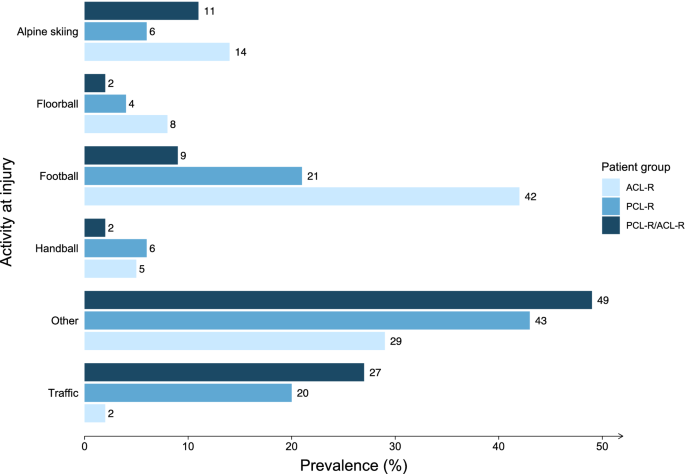 Activity at injury
Alpine skiing
11
6
14
Floorball
2
4
8
Football
9
21
42
Handball
2
6
5
Other
49
43
29
Traffic
27
20
2
0
10
20
30
40
50
Prevalence (%)
Patient group
ACL-R
PCL-R
PCL-R/ACL-R